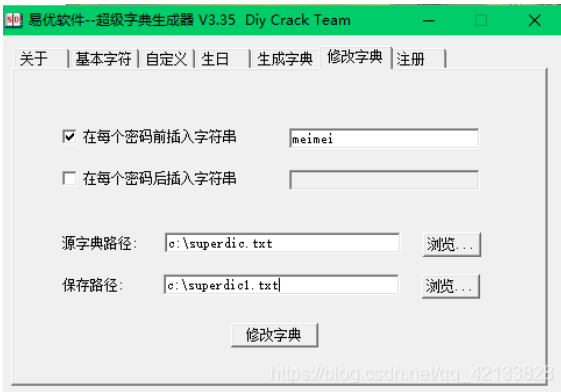 易优软件--超级字典生成器 V3.35 Diy Crack Team
关于 基本字符 自定义 生日 生成字典 修改字典 注册
在每个密码前插入字符串 meimei
在每个密码后插入字符串
源字典路径: c:\superdic.txt 浏览...
保存路径: c:\superdic1.txt 浏览...
修改字典
https://blog.csdn.net/qq_42133828